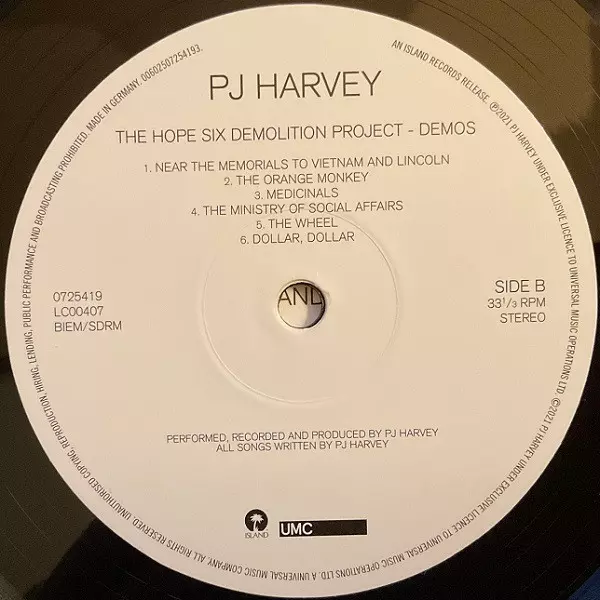 PJ HARVEY
THE HOPE SIX DEMOLITION PROJECT - DEMOS
1. NEAR THE MEMORIALS TO VIETNAM AND LINCOLN
2. THE ORANGE MONKEY
3. MEDICINALS
4. THE MINISTRY OF SOCIAL AFFAIRS
5. THE WHEEL
6. DOLLAR, DOLLAR
AND
0725419
LC00407
BIEM/SDRM
SIDE B
33⅓ RPM
STEREO
PERFORMED, RECORDED AND PRODUCED BY PJ HARVEY
ALL SONGS WRITTEN BY PJ HARVEY
ISLAND
UMC
AN ISLAND RECORDS RELEASE. ℗2021 PJ HARVEY UNDER EXCLUSIVE LICENCE TO UNIVERSAL MUSIC OPERATIONS LTD. ©2021 PJ HARVEY UNDER EXCLUSIVE LICENCE TO UNIVERSAL MUSIC OPERATIONS LTD. A UNIVERSAL MUSIC COMPANY. ALL RIGHTS RESERVED. UNAUTHORISED COPYING, REPRODUCTION, HIRING, LENDING, PUBLIC PERFORMANCE AND BROADCASTING PROHIBITED. MADE IN GERMANY. 00602507254193.